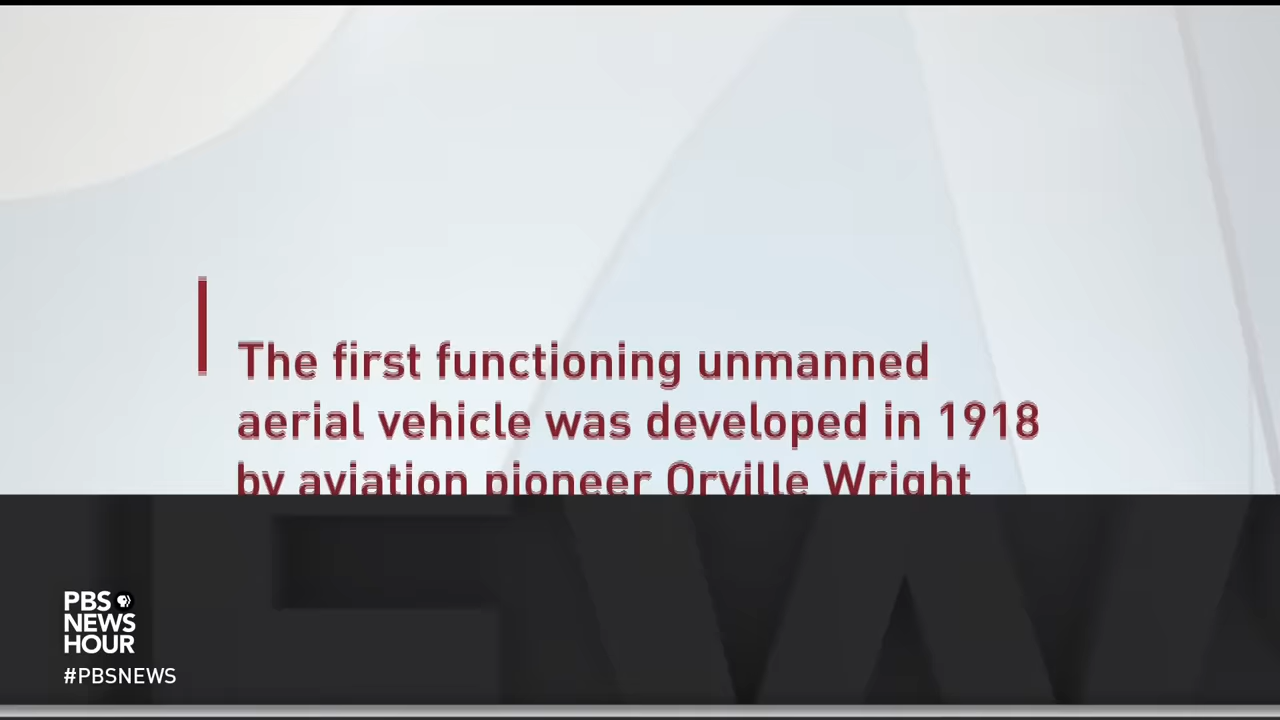 The first functioning unmanned
aerial vehicle was developed in 1918
by aviation pioneer Orville Wright
PBS
NEWS
HOUR
#PBSNEWS